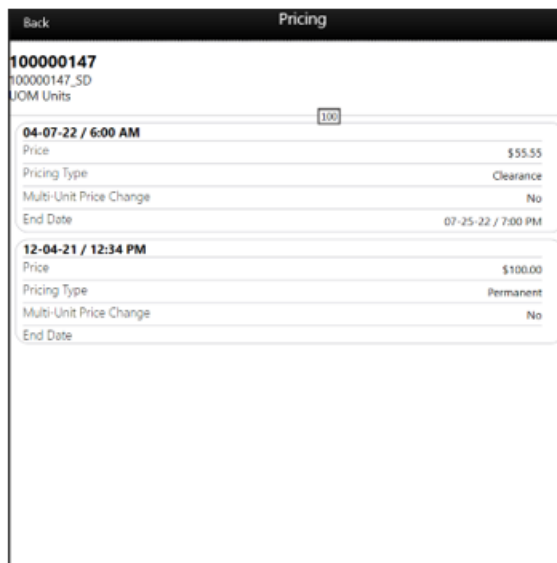 Back Pricing
100000147
100000147_SD
UOM Units
100
04-07-22 / 6:00 AM
Price $55.55
Pricing Type Clearance
Multi-Unit Price Change No
End Date 07-25-22 / 7:00 PM
12-04-21 / 12:34 PM
Price $100.00
Pricing Type Permanent
Multi-Unit Price Change No
End Date